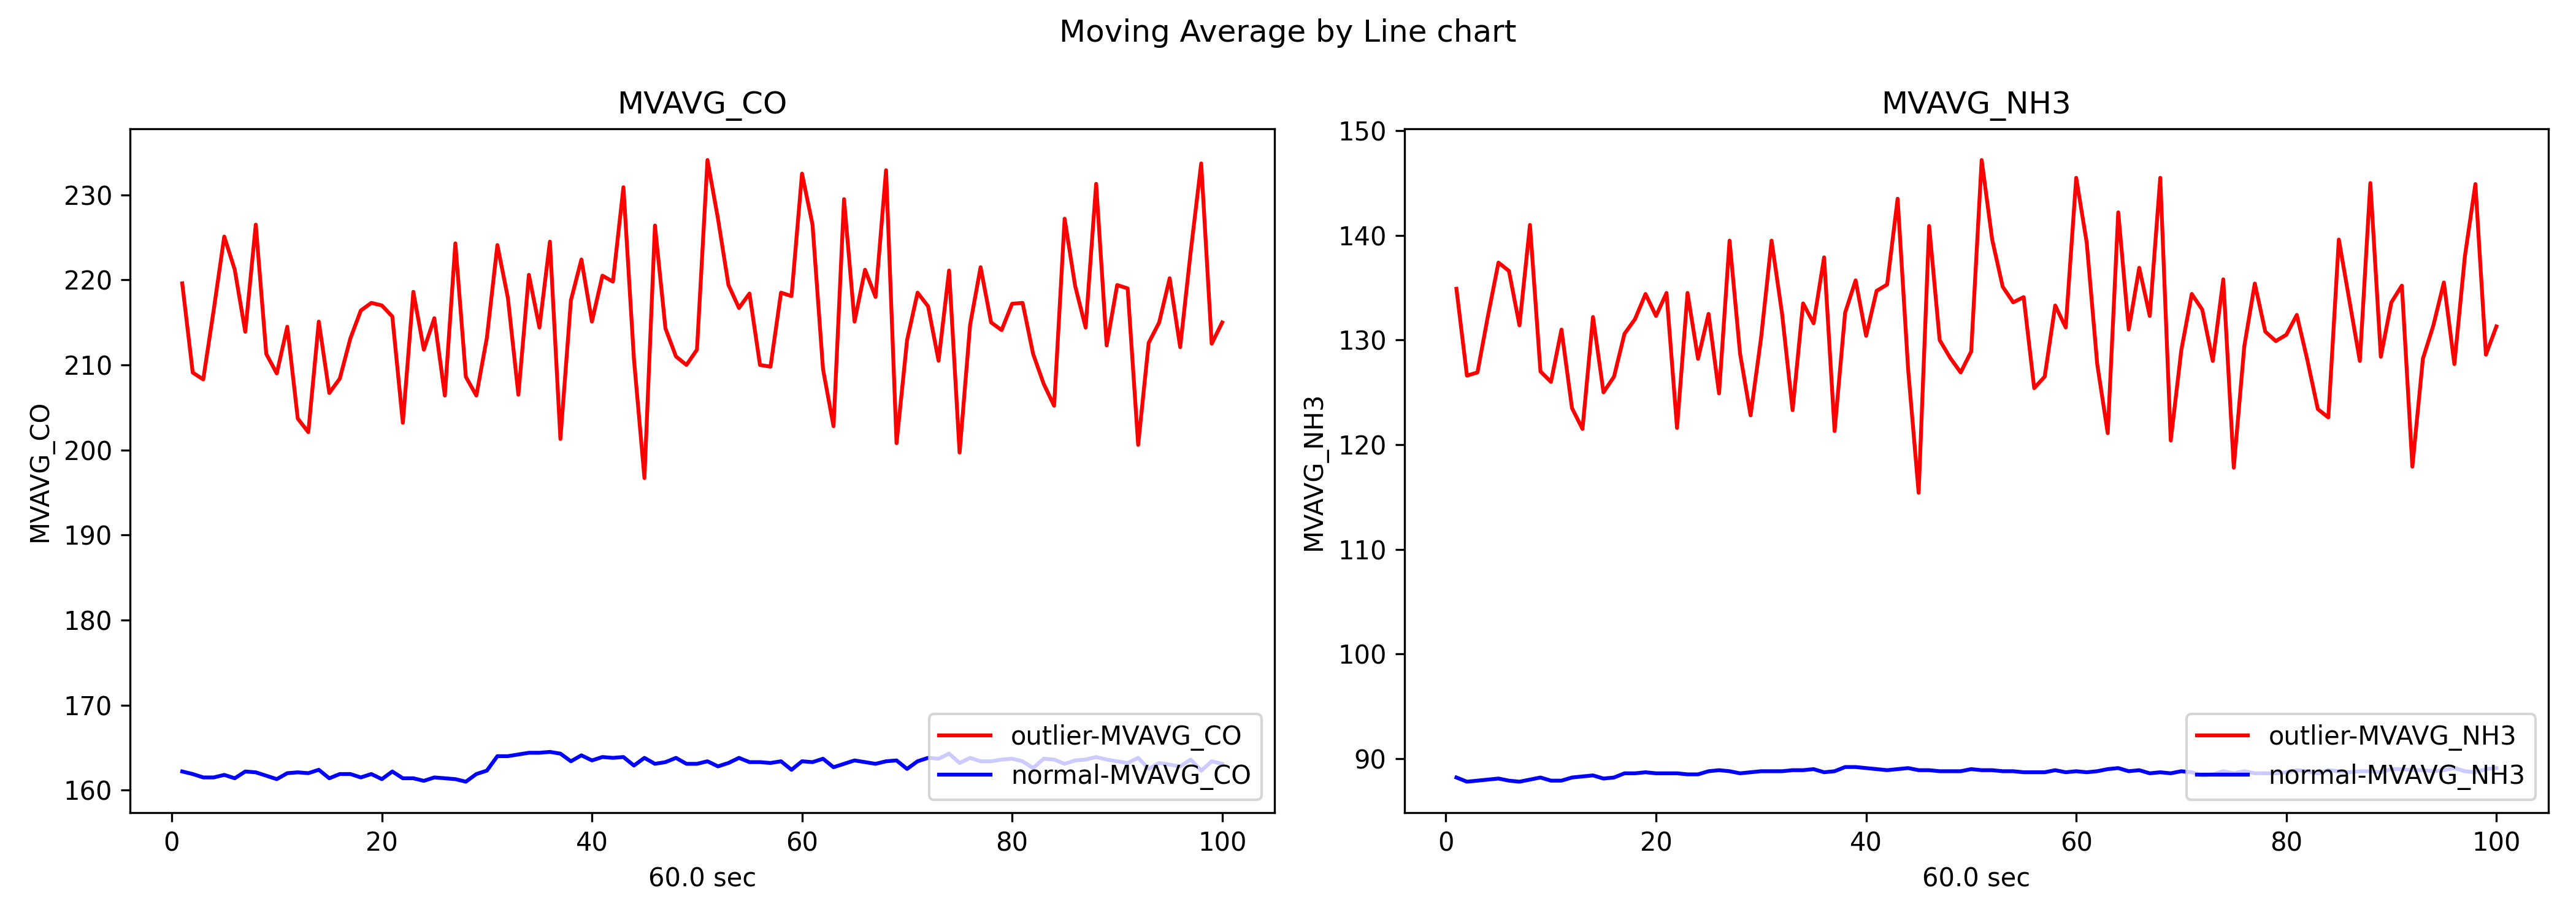 Moving Average by Line chart
MVAVG_CO
MVAVG_CO
230
220
210
200
190
180
170
160
0 20 40 60 80 100
60.0 sec
outlier-MVAVG_CO
normal-MVAVG_CO
MVAVG_NH3
MVAVG_NH3
150
140
130
120
110
100
90
0 20 40 60 80 100
60.0 sec
outlier-MVAVG_NH3
normal-MVAVG_NH3